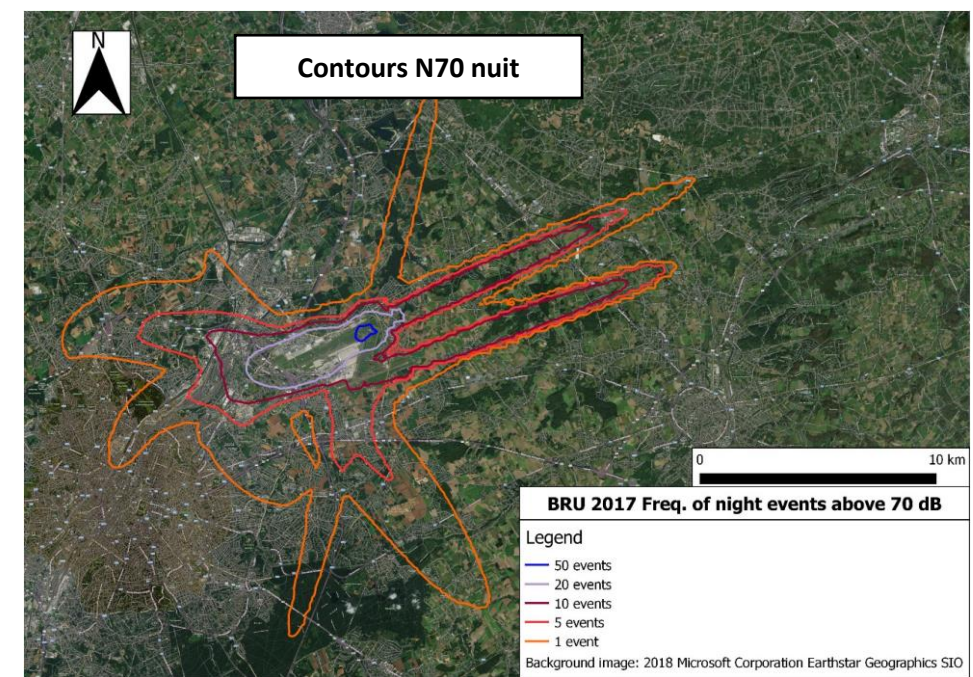 N
Contours N70 nuit
0 10 km
BRU 2017 Freq. of night events above 70 dB
Legend
50 events
20 events
10 events
5 events
1 event
Background image: 2018 Microsoft Corporation Earthstar Geographics SIO